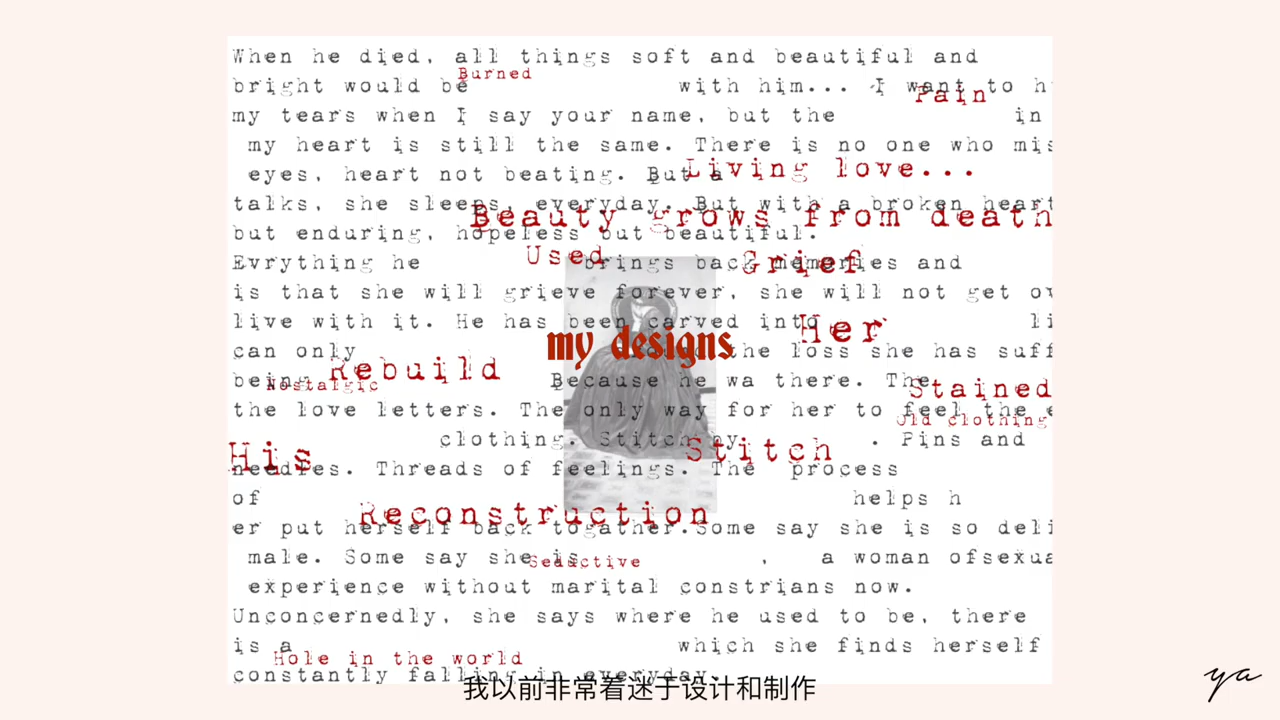 When he died, all things soft and beautiful and
Burned
bright would be with him... I want to h
Pain
my tears when I say your name, but the in
my heart is still the same. There is no one who mis
Living love...
eyes, heart not beating. But a
talks, she sleeps, everyday. But with a broken heart
Beauty grows from death
but enduring, hopeless but beautiful.
Used
Evrything he brings back memories and
Grief
is that she will grieve forever, she will not get ov
live with it. He has been carved into li
Her
my designs
can only the loss she has suff
Rebuild
being Because he wa there. The
Nostalgic
Stained
the love letters. The only way for her to feel the e
Old clothing
clothing. Stitch by . Pins and
Stitch
His
needles. Threads of feelings. The process
of helps h
Reconstruction
er put herself back togather.Some say she is so deli
male. Some say she is , a woman ofsexua
Seductive
experience without marital constrians now.
Unconcernedly, she says where he used to be, there
is a which she finds herself
Hole in the world
constantly falling in everyday.
我以前非常着迷于设计和制作
ya